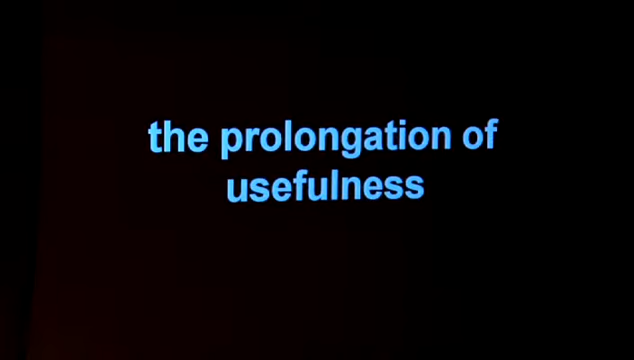 the prolongation of
usefulness